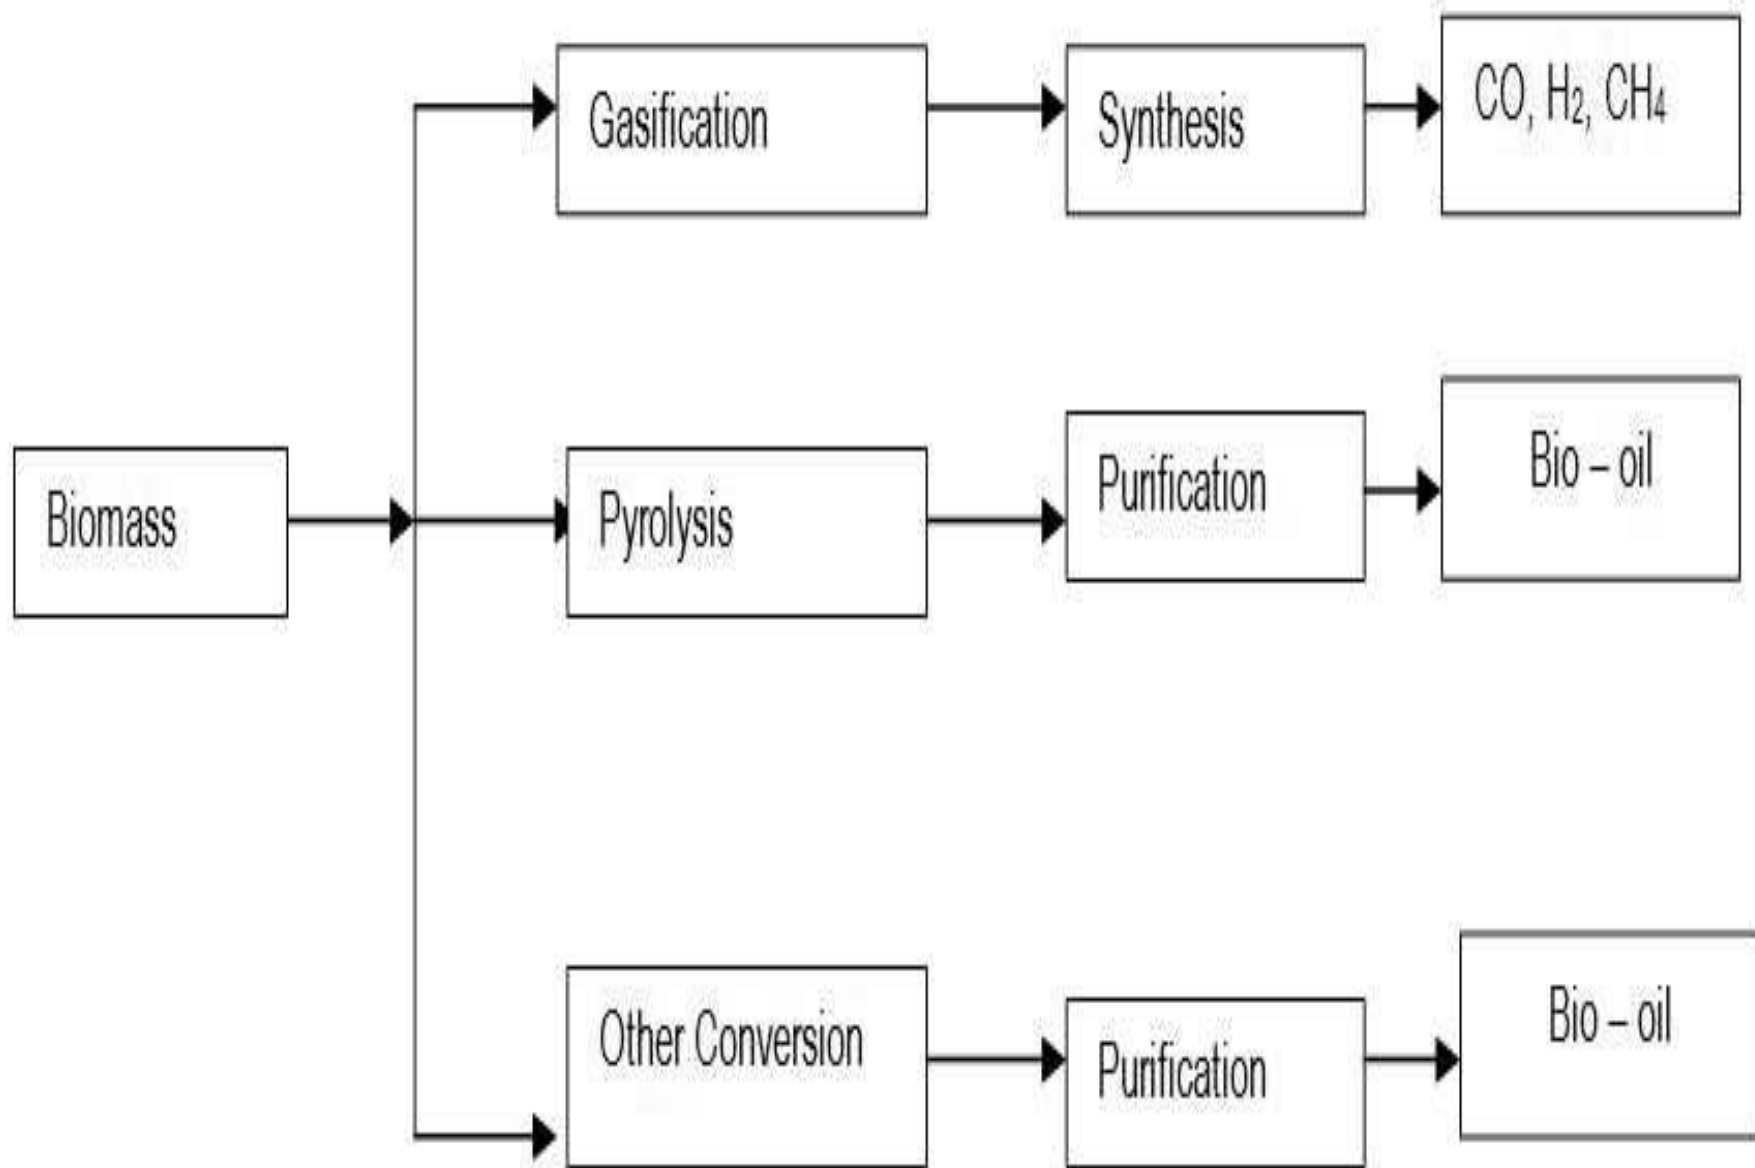 Gasification
Synthesis
CO, H₂, CH₄
Biomass
Pyrolysis
Purification
Bio – oil
Other Conversion
Purification
Bio – oil